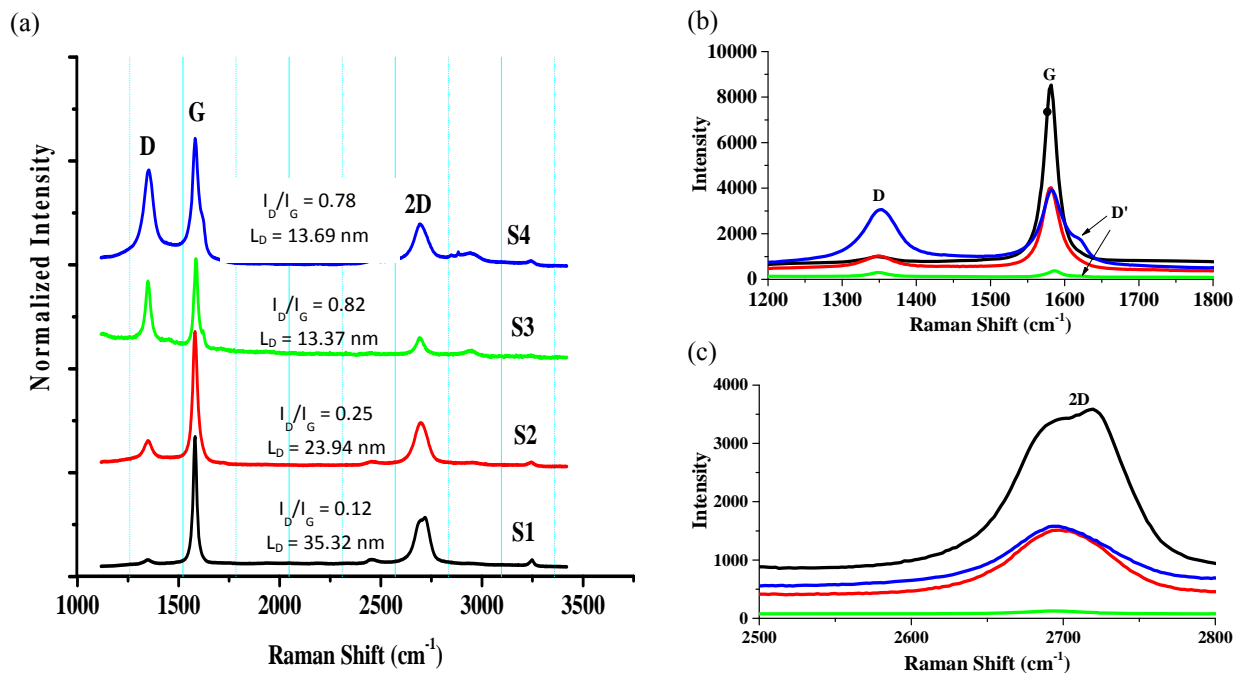 (a)
Normalized Intensity
D
G
2D
I_D/I_G = 0.78
L_D = 13.69 nm
S4
I_D/I_G = 0.82
L_D = 13.37 nm
S3
I_D/I_G = 0.25
L_D = 23.94 nm
S2
I_D/I_G = 0.12
L_D = 35.32 nm
S1
1000 1500 2000 2500 3000 3500
Raman Shift (cm⁻¹)
(b)
Intensity
10000
8000
6000
4000
2000
0
G
D
D'
1200 1300 1400 1500 1600 1700 1800
Raman Shift (cm⁻¹)
(c)
Intensity
4000
3000
2000
1000
0
2D
2500 2600 2700 2800
Raman Shift (cm⁻¹)